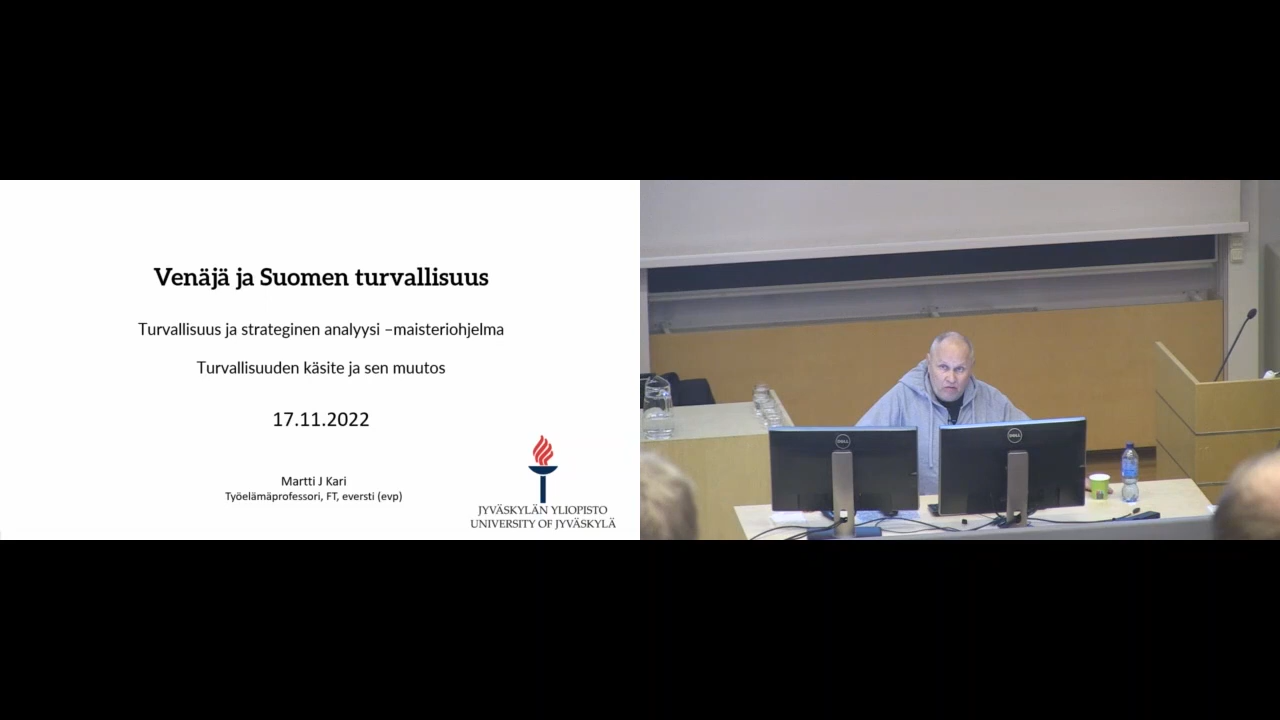 Venäjä ja Suomen turvallisuus
Turvallisuus ja strateginen analyysi –maisteriohjelma
Turvallisuuden käsite ja sen muutos
17.11.2022
Martti J Kari
Työelämäprofessori, FT, eversti (evp)
JYVÄSKYLÄN YLIOPISTO
UNIVERSITY OF JYVÄSKYLÄ
DELL
DELL